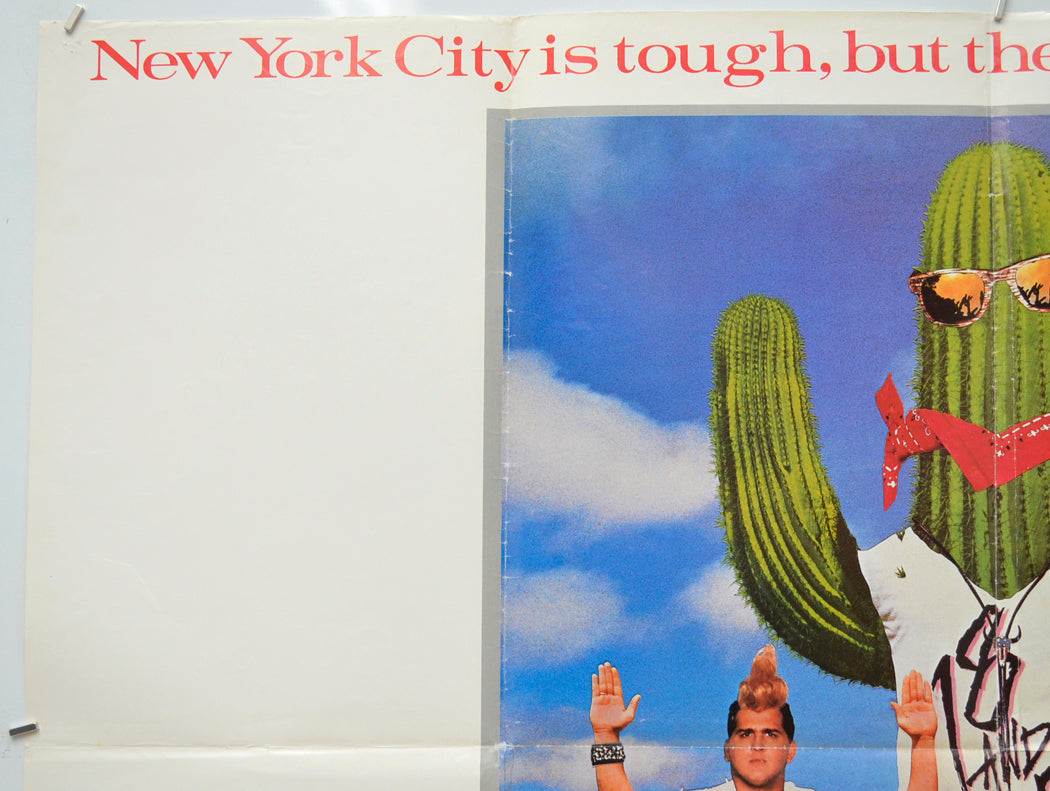 New York City is tough, but the